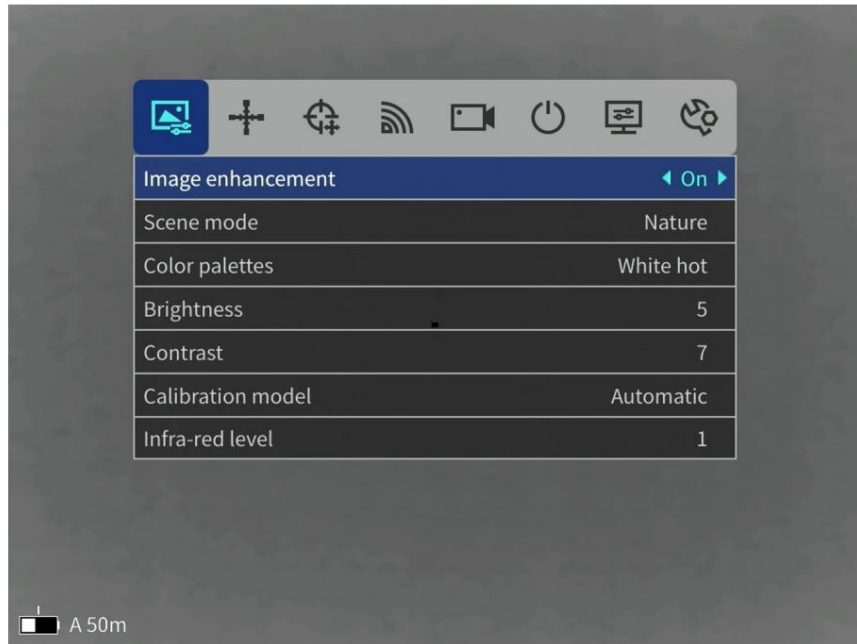 Image enhancement On
Scene mode Nature
Color palettes White hot
Brightness 5
Contrast 7
Calibration model Automatic
Infra-red level 1
A 50m